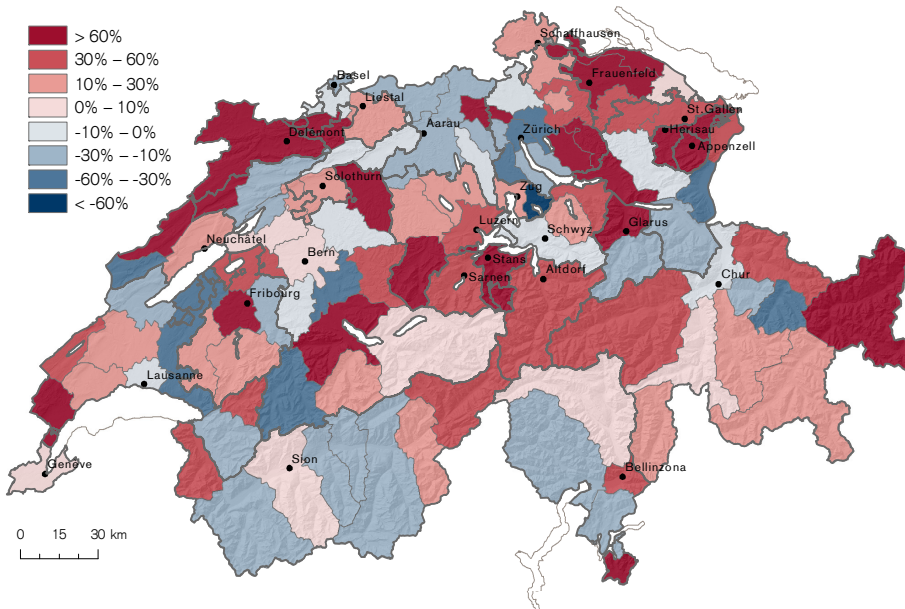 > 60%
30% – 60%
10% – 30%
0% – 10%
-10% – 0%
-30% – -10%
-60% – -30%
< -60%
Schaffhausen
Basel
Frauenfeld
Liestal
St.Gallen
Aarau
Zürich
Herisau
Delémont
Appenzell
Solothurn
Zug
Luzern
Glarus
Neuchâtel
Schwyz
Bern
Stans
Sarnen
Altdorf
Chur
Fribourg
Lausanne
Genève
Sion
Bellinzona
0 15 30 km